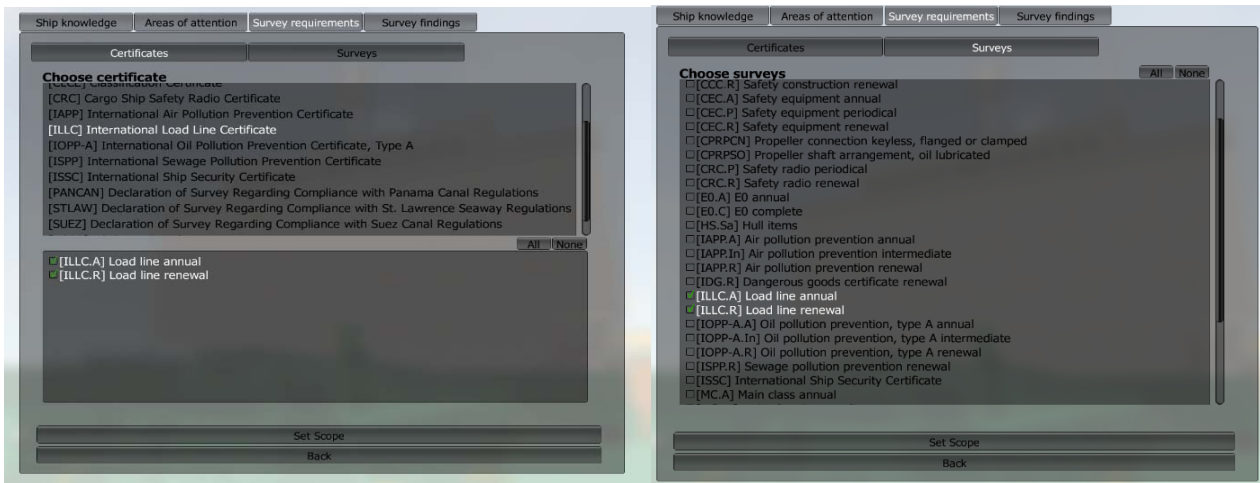 Ship knowledge Areas of attention Survey requirements Survey findings
Certificates Surveys
Choose certificate
[CLCL] Classification Certificate
[CRC] Cargo Ship Safety Radio Certificate
[IAPP] International Air Pollution Prevention Certificate
[ILLC] International Load Line Certificate
[IOPP-A] International Oil Pollution Prevention Certificate, Type A
[ISPP] International Sewage Pollution Prevention Certificate
[ISSC] International Ship Security Certificate
[PANCAN] Declaration of Survey Regarding Compliance with Panama Canal Regulations
[STLAW] Declaration of Survey Regarding Compliance with St. Lawrence Seaway Regulations
[SUEZ] Declaration of Survey Regarding Compliance with Suez Canal Regulations
All None
[ILLC.A] Load line annual
[ILLC.R] Load line renewal
Set Scope
Back
Ship knowledge Areas of attention Survey requirements Survey findings
Certificates Surveys
Choose surveys All None
[CCC.R] Safety construction renewal
[CEC.A] Safety equipment annual
[CEC.P] Safety equipment periodical
[CEC.R] Safety equipment renewal
[CPRPCN] Propeller connection keyless, flanged or clamped
[CPRPSO] Propeller shaft arrangement, oil lubricated
[CRC.P] Safety radio periodical
[CRC.R] Safety radio renewal
[E0.A] E0 annual
[E0.C] E0 complete
[HS.Sa] Hull items
[IAPP.A] Air pollution prevention annual
[IAPP.In] Air pollution prevention intermediate
[IAPP.R] Air pollution prevention renewal
[IDG.R] Dangerous goods certificate renewal
[ILLC.A] Load line annual
[ILLC.R] Load line renewal
[IOPP-A.A] Oil pollution prevention, type A annual
[IOPP-A.In] Oil pollution prevention, type A intermediate
[IOPP-A.R] Oil pollution prevention, type A renewal
[ISPP.R] Sewage pollution prevention renewal
[ISSC] International Ship Security Certificate
[MC.A] Main class annual
Set Scope
Back